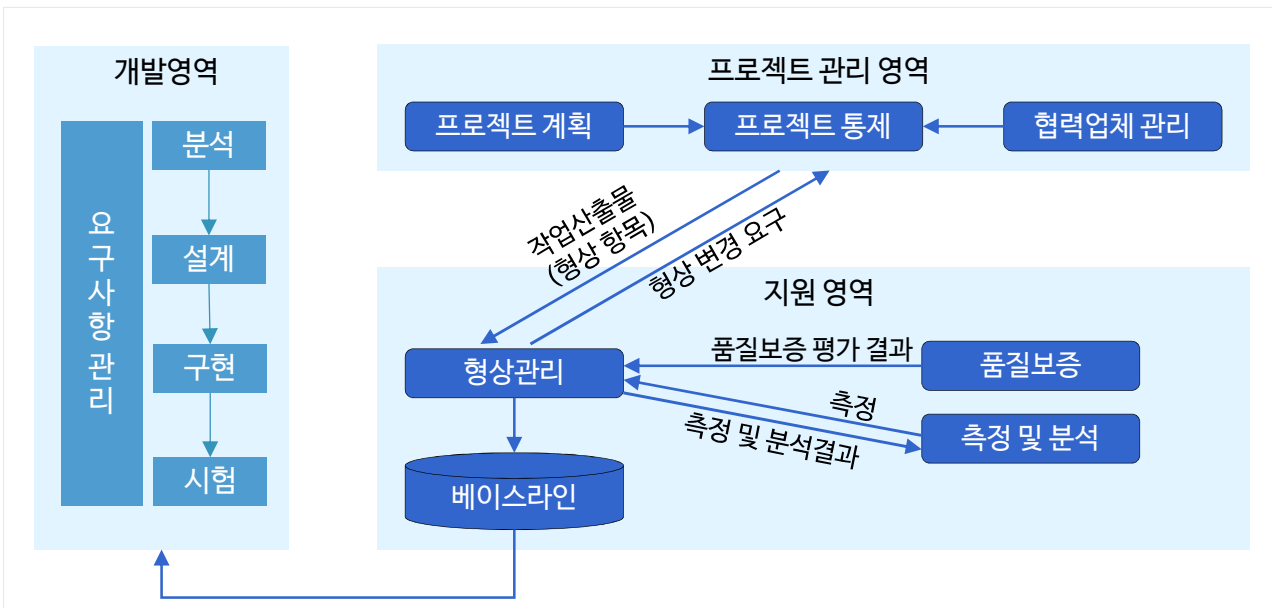 개발영역
요구사항 관리
분석
설계
구현
시험
프로젝트 관리 영역
프로젝트 계획
프로젝트 통제
협력업체 관리
작업산출물
(형상 항목)
형상 변경 요구
지원 영역
형상관리
품질보증 평가 결과
품질보증
측정
측정 및 분석결과
측정 및 분석
베이스라인